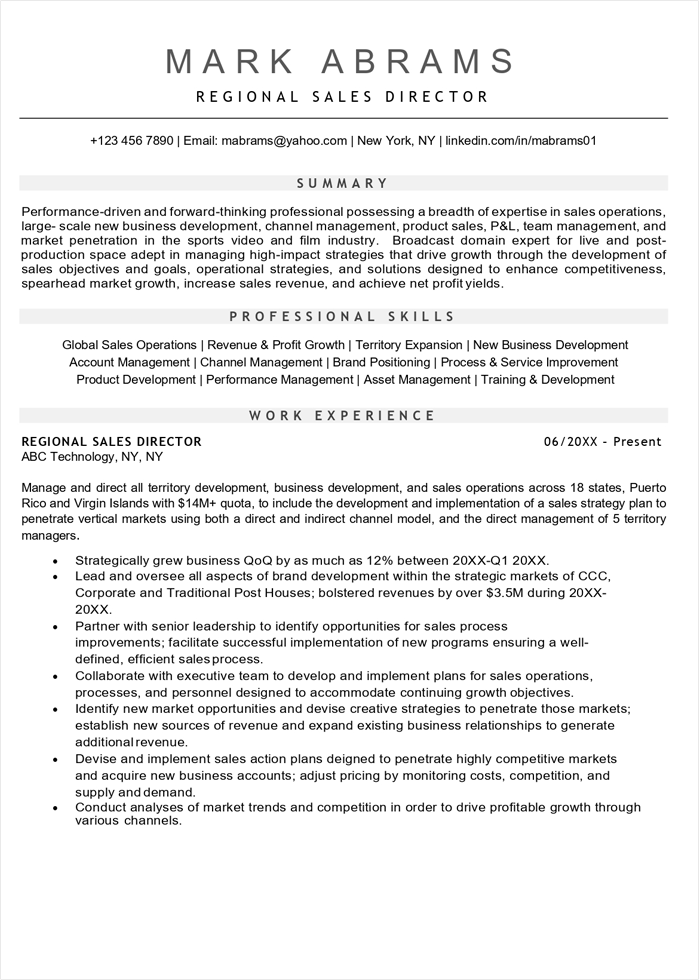 MARK ABRAMS
REGIONAL SALES DIRECTOR
+123 456 7890 | Email: mabrams@yahoo.com | New York, NY | linkedin.com/in/mabrams01
SUMMARY
Performance-driven and forward-thinking professional possessing a breadth of expertise in sales operations,
large- scale new business development, channel management, product sales, P&L, team management, and
market penetration in the sports video and film industry. Broadcast domain expert for live and post-
production space adept in managing high-impact strategies that drive growth through the development of
sales objectives and goals, operational strategies, and solutions designed to enhance competitiveness,
spearhead market growth, increase sales revenue, and achieve net profit yields.
PROFESSIONAL SKILLS
Global Sales Operations | Revenue & Profit Growth | Territory Expansion | New Business Development
Account Management | Channel Management | Brand Positioning | Process & Service Improvement
Product Development | Performance Management | Asset Management | Training & Development
WORK EXPERIENCE
REGIONAL SALES DIRECTOR 06/20XX - Present
ABC Technology, NY, NY
Manage and direct all territory development, business development, and sales operations across 18 states, Puerto
Rico and Virgin Islands with $14M+ quota, to include the development and implementation of a sales strategy plan to
penetrate vertical markets using both a direct and indirect channel model, and the direct management of 5 territory
managers.
• Strategically grew business QoQ by as much as 12% between 20XX-Q1 20XX.
• Lead and oversee all aspects of brand development within the strategic markets of CCC,
Corporate and Traditional Post Houses; bolstered revenues by over $3.5M during 20XX-
20XX.
• Partner with senior leadership to identify opportunities for sales process
improvements; facilitate successful implementation of new programs ensuring a well-
defined, efficient sales process.
• Collaborate with executive team to develop and implement plans for sales operations,
processes, and personnel designed to accommodate continuing growth objectives.
• Identify new market opportunities and devise creative strategies to penetrate those markets;
establish new sources of revenue and expand existing business relationships to generate
additional revenue.
• Devise and implement sales action plans deigned to penetrate highly competitive markets
and acquire new business accounts; adjust pricing by monitoring costs, competition, and
supply and demand.
• Conduct analyses of market trends and competition in order to drive profitable growth through
various channels.